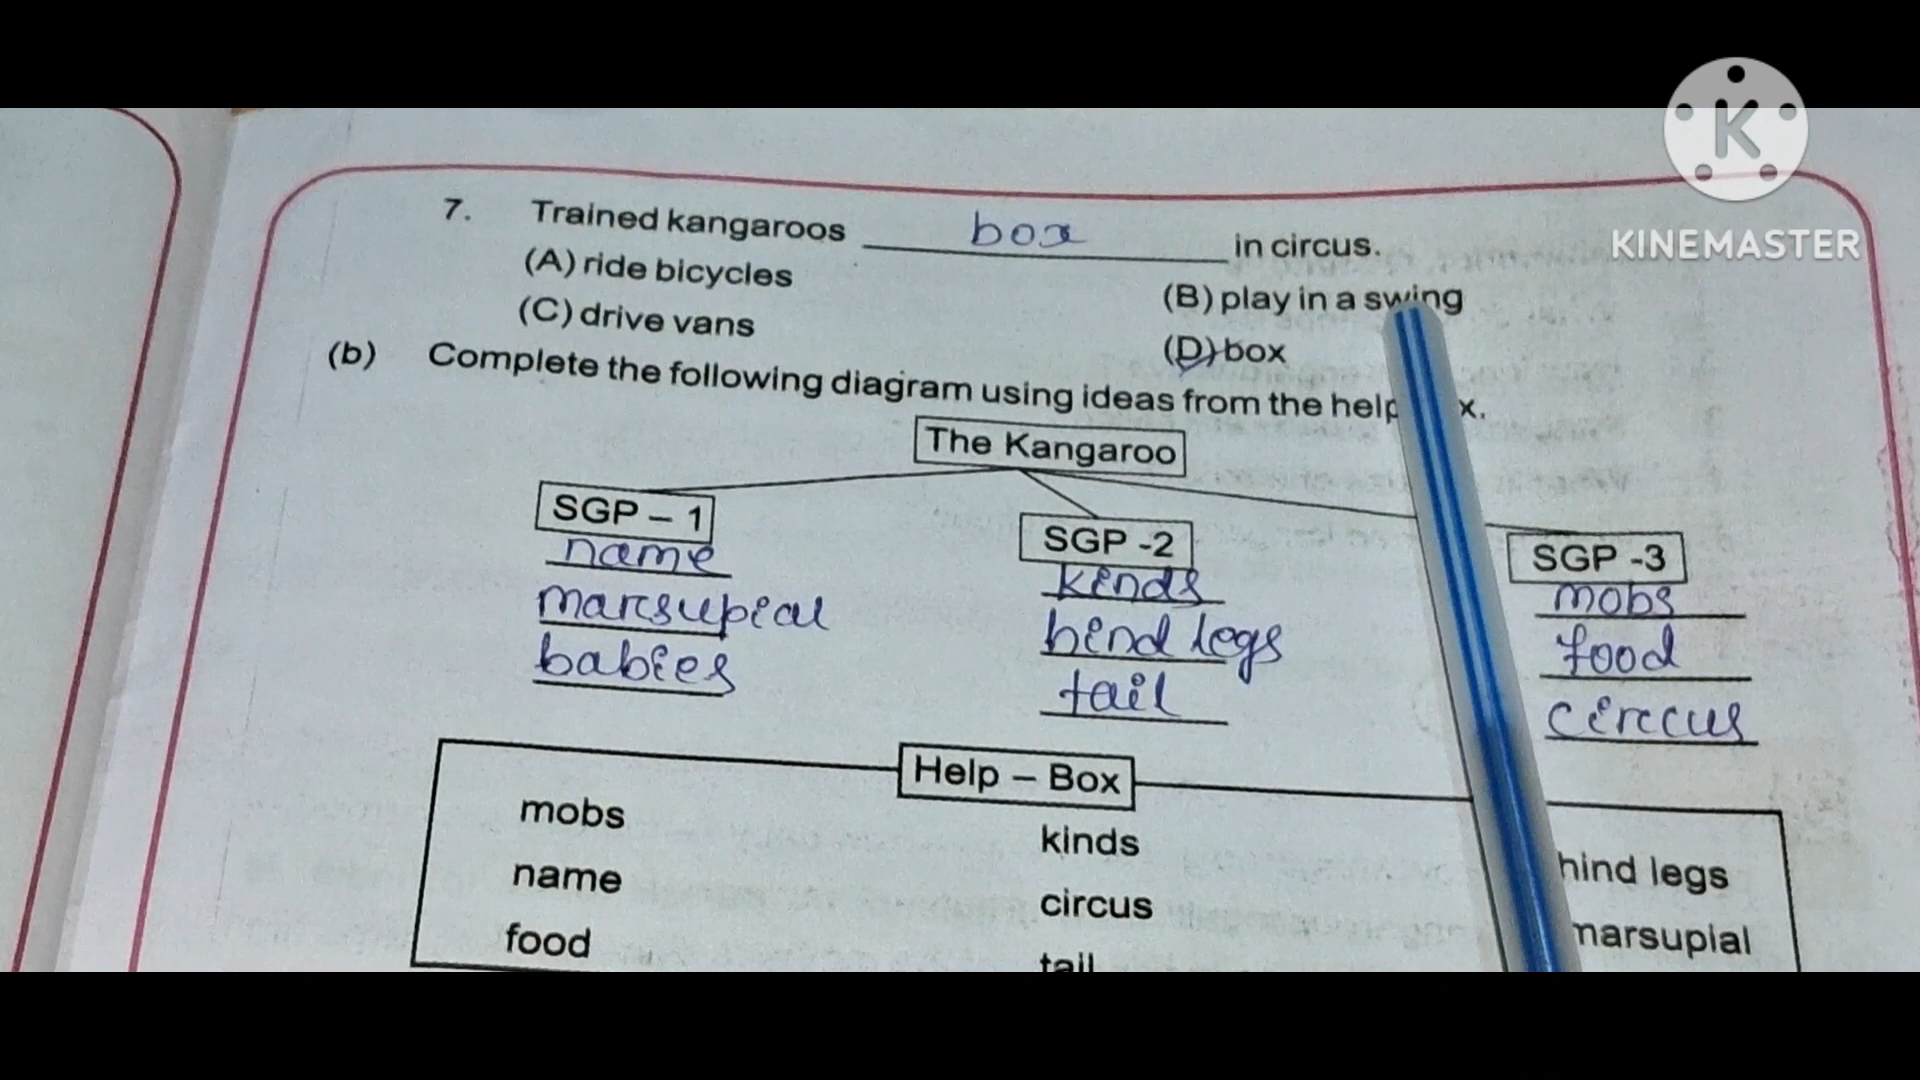 K
KINEMASTER
7. Trained kangaroos box in circus.
(A) ride bicycles (B) play in a swing
(C) drive vans (D) box
(b) Complete the following diagram using ideas from the help x.
The Kangaroo
SGP – 1 SGP -2 SGP -3
name kinds mobs
marsupial hind legs food
babies tail circus
Help – Box
mobs kinds hind legs
name circus marsupial
food tail